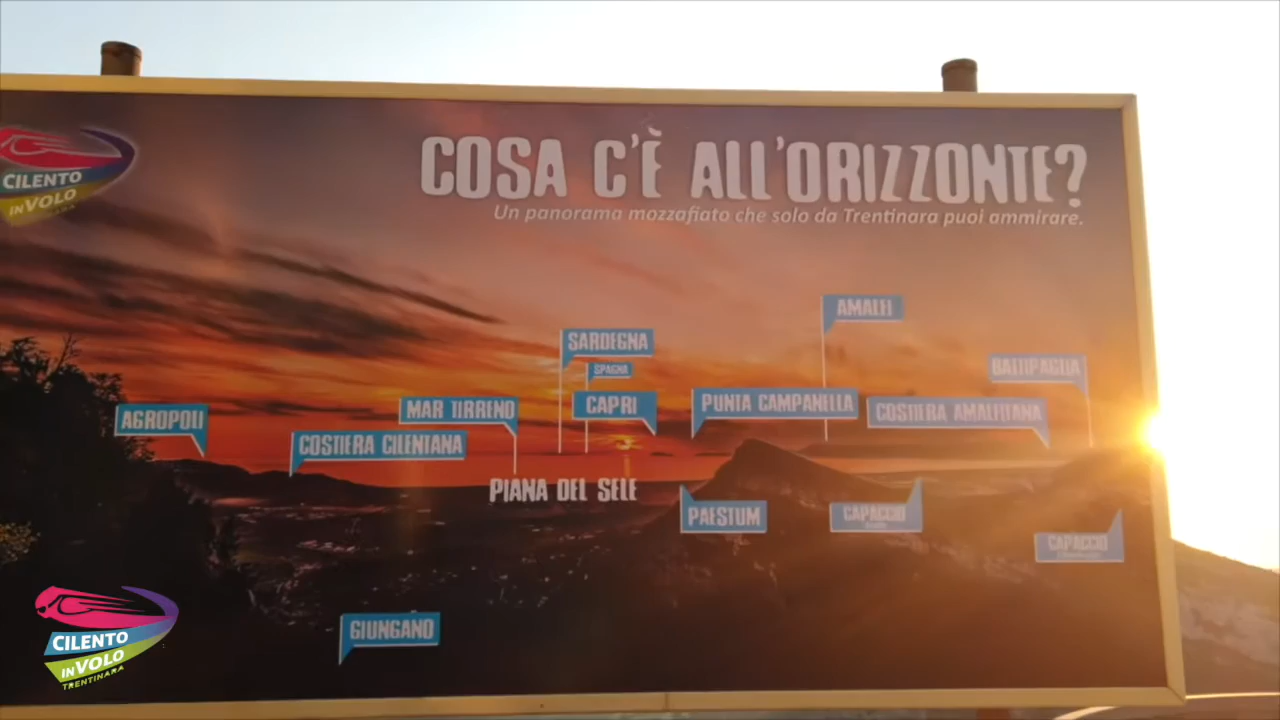 COSA C'È ALL'ORIZZONTE?
Un panorama mozzafiato che solo da Trentinara puoi ammirare.
CILENTO
IN VOLO
AMALFI
SARDEGNA
SPAGNA
BATTIPAGLIA
AGROPOLI
MAR TIRRENO
CAPRI
PUNTA CAMPANELLA
COSTIERA AMALFITANA
COSTIERA CILENTANA
PIANA DEL SELE
PAESTUM
CAPACCIO
CAPACCIO
GIUNGANO
CILENTO
IN VOLO
TRENTINARA